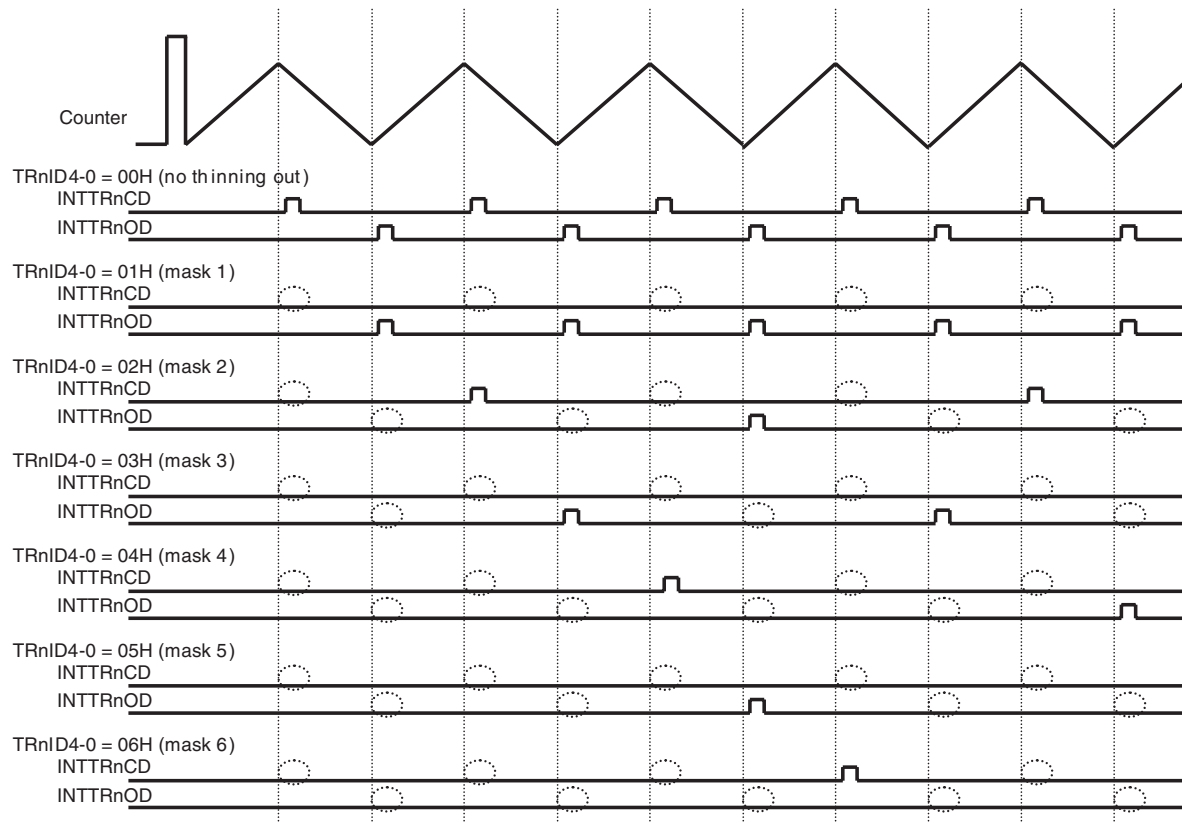 Counter
TRnID4-0 = 00H (no thinning out)
INTTRnCD
INTTRnOD
TRnID4-0 = 01H (mask 1)
INTTRnCD
INTTRnOD
TRnID4-0 = 02H (mask 2)
INTTRnCD
INTTRnOD
TRnID4-0 = 03H (mask 3)
INTTRnCD
INTTRnOD
TRnID4-0 = 04H (mask 4)
INTTRnCD
INTTRnOD
TRnID4-0 = 05H (mask 5)
INTTRnCD
INTTRnOD
TRnID4-0 = 06H (mask 6)
INTTRnCD
INTTRnOD